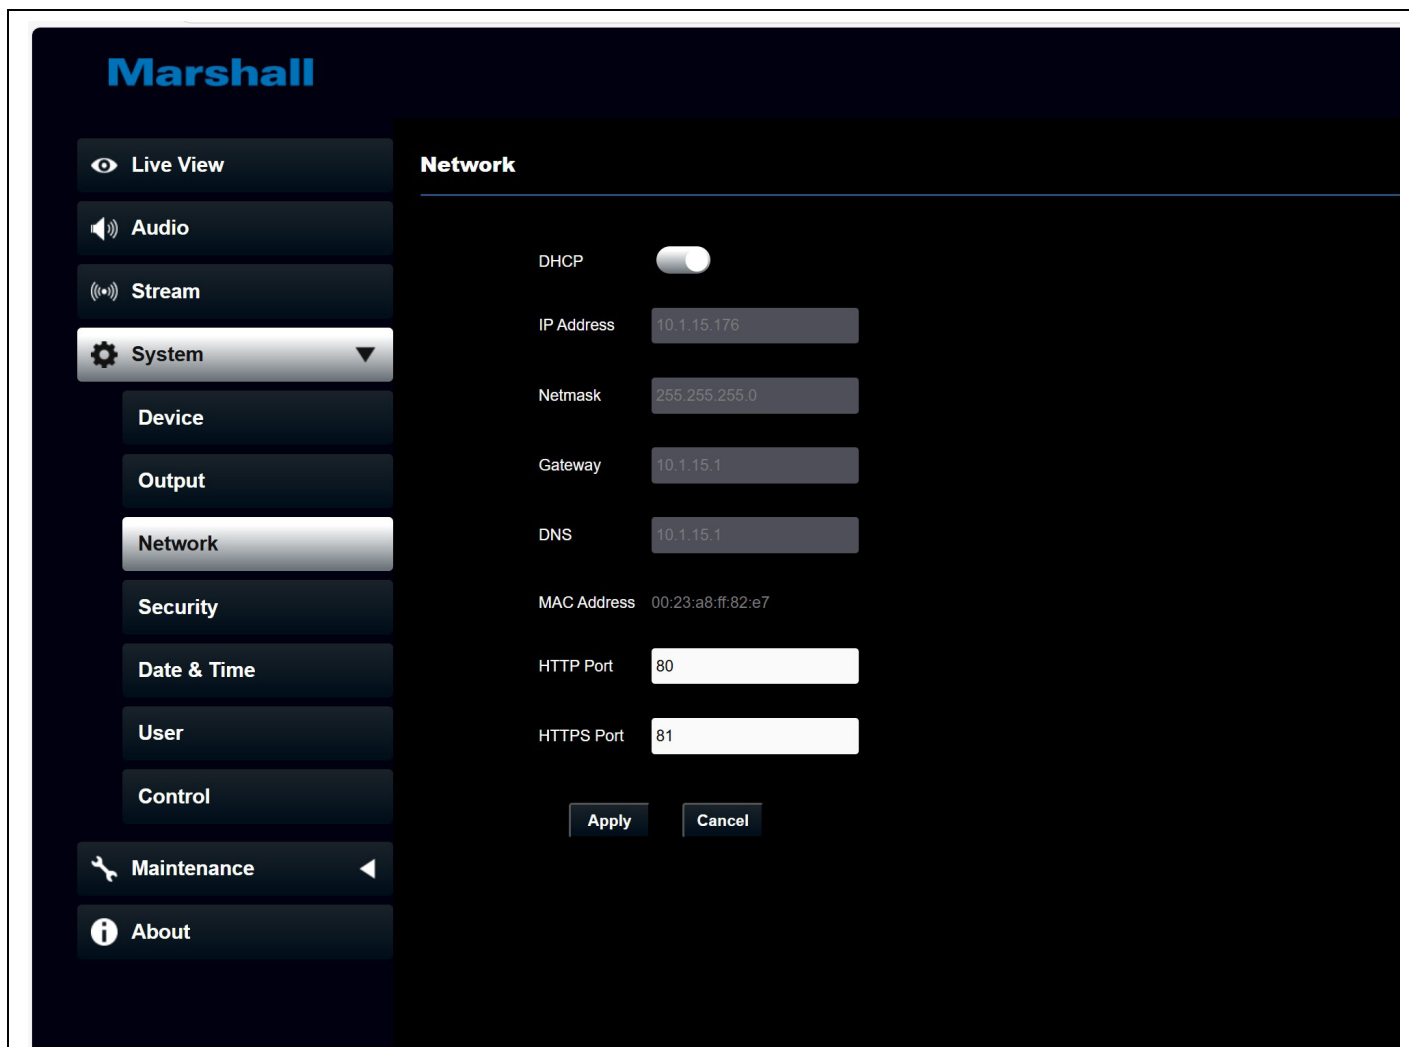 Marshall
Live View
Audio
Stream
System
Device
Output
Network
Security
Date & Time
User
Control
Maintenance
About
Network
DHCP
IP Address 10.1.15.176
Netmask 255.255.255.0
Gateway 10.1.15.1
DNS 10.1.15.1
MAC Address 00:23:a8:ff:82:e7
HTTP Port 80
HTTPS Port 81
Apply Cancel